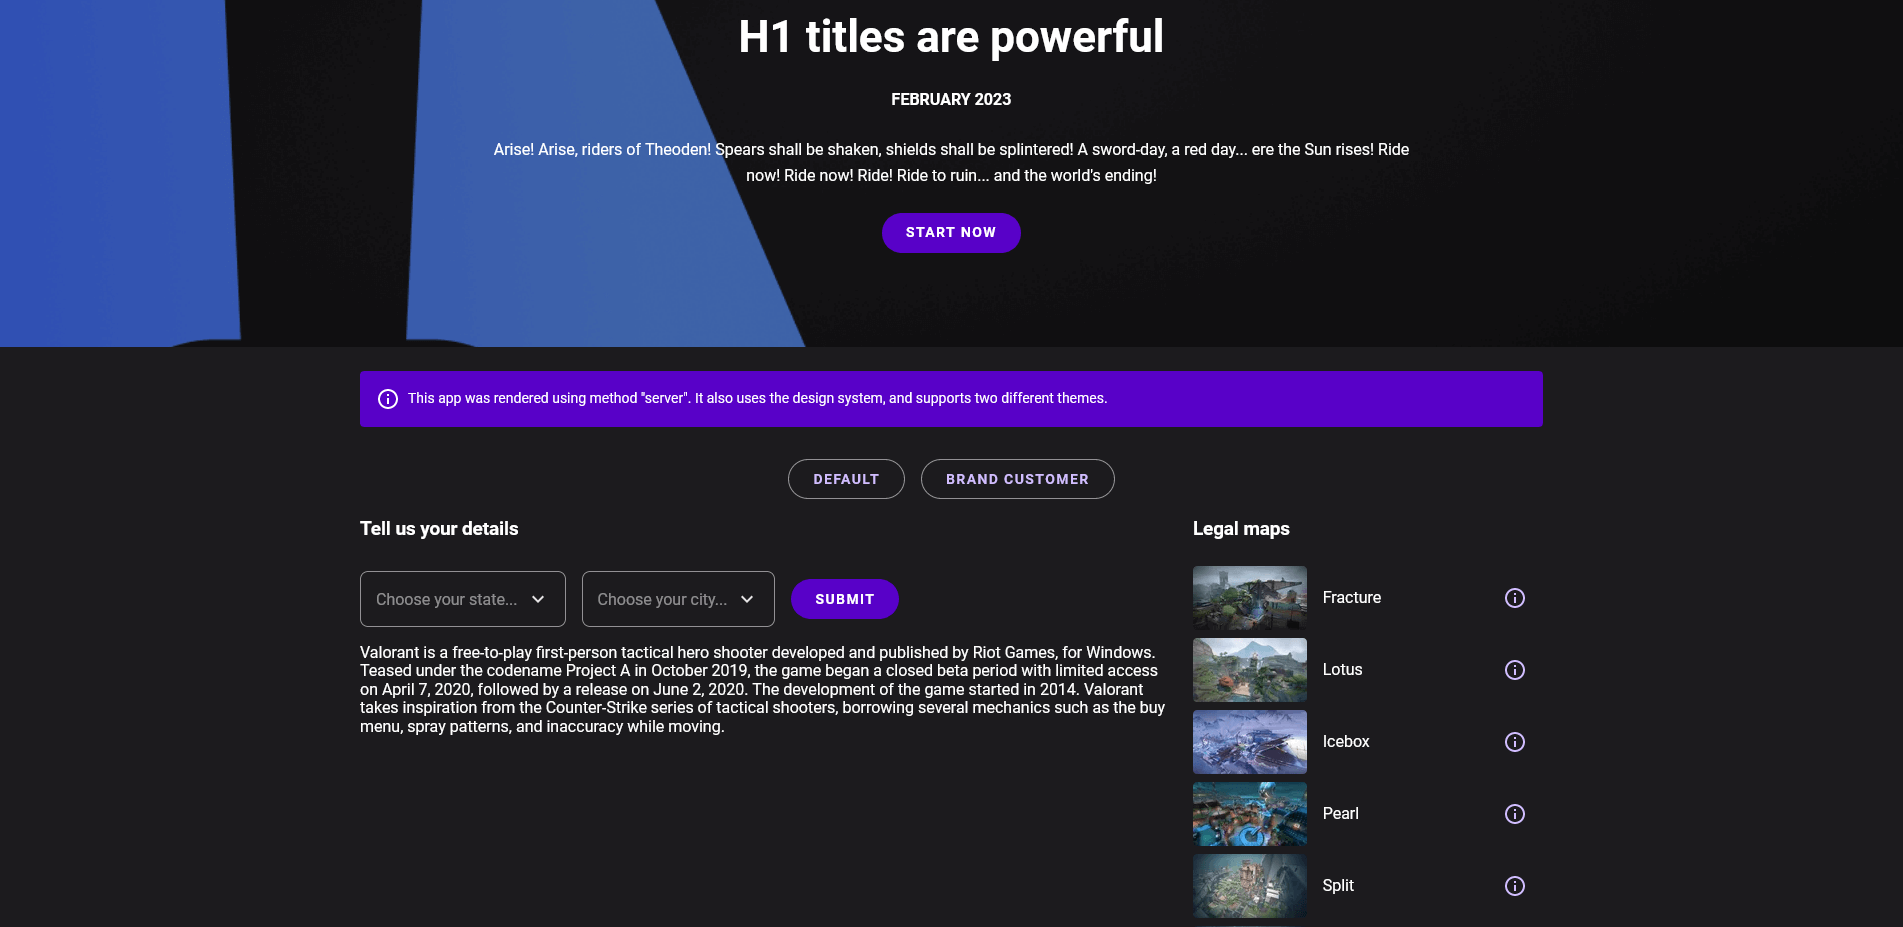 H1 titles are powerful
FEBRUARY 2023
Arise! Arise, riders of Theoden! Spears shall be shaken, shields shall be splintered! A sword-day, a red day... ere the Sun rises! Ride
now! Ride now! Ride! Ride to ruin... and the world's ending!
START NOW
This app was rendered using method "server". It also uses the design system, and supports two different themes.
DEFAULT
BRAND CUSTOMER
Tell us your details
Choose your state...
Choose your city...
SUBMIT
Valorant is a free-to-play first-person tactical hero shooter developed and published by Riot Games, for Windows.
Teased under the codename Project A in October 2019, the game began a closed beta period with limited access
on April 7, 2020, followed by a release on June 2, 2020. The development of the game started in 2014. Valorant
takes inspiration from the Counter-Strike series of tactical shooters, borrowing several mechanics such as the buy
menu, spray patterns, and inaccuracy while moving.
Legal maps
Fracture
Lotus
Icebox
Pearl
Split